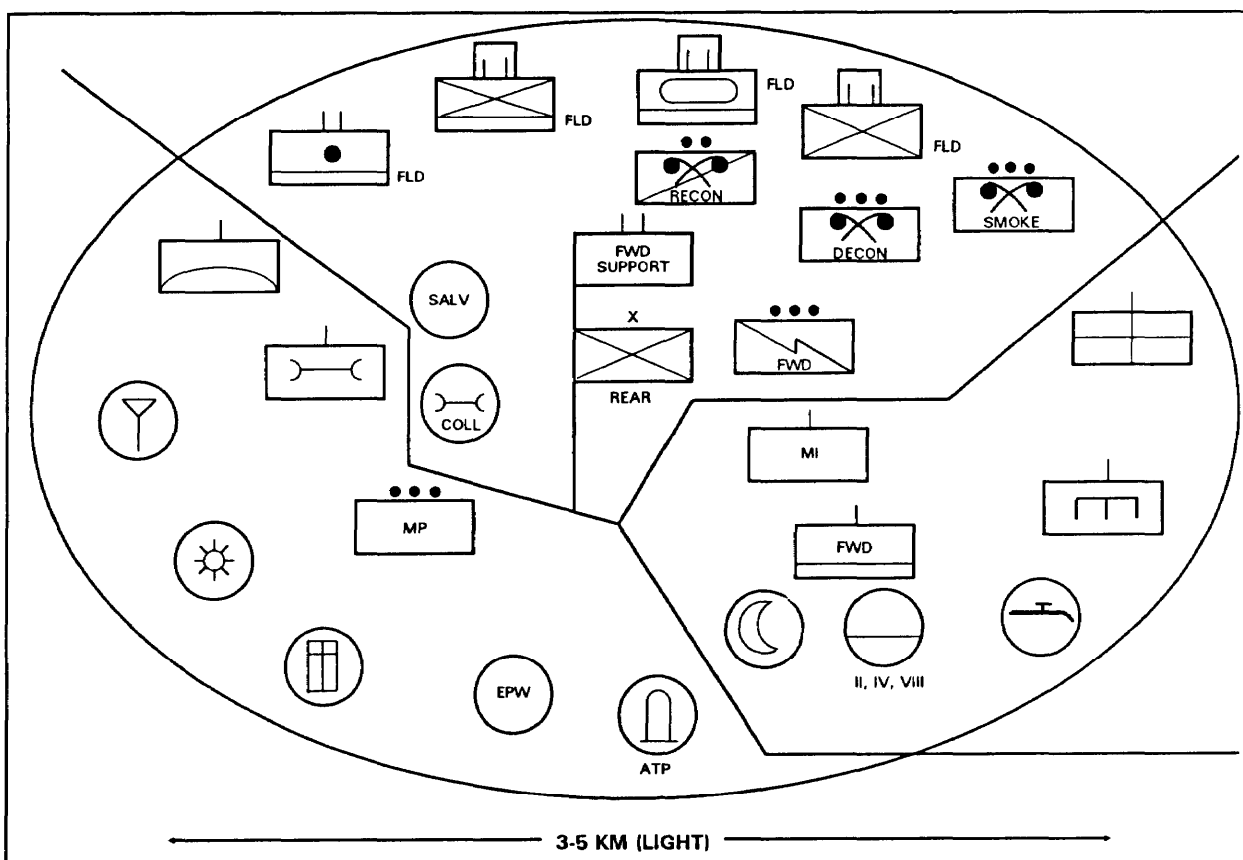 FLD
FLD
FLD
FLD
RECON
SMOKE
DECON
FWD
SUPPORT
SALV
X
FWD
REAR
COLL
MI
MP
FWD
II, IV, VIII
EPW
ATP
3-5 KM (LIGHT)